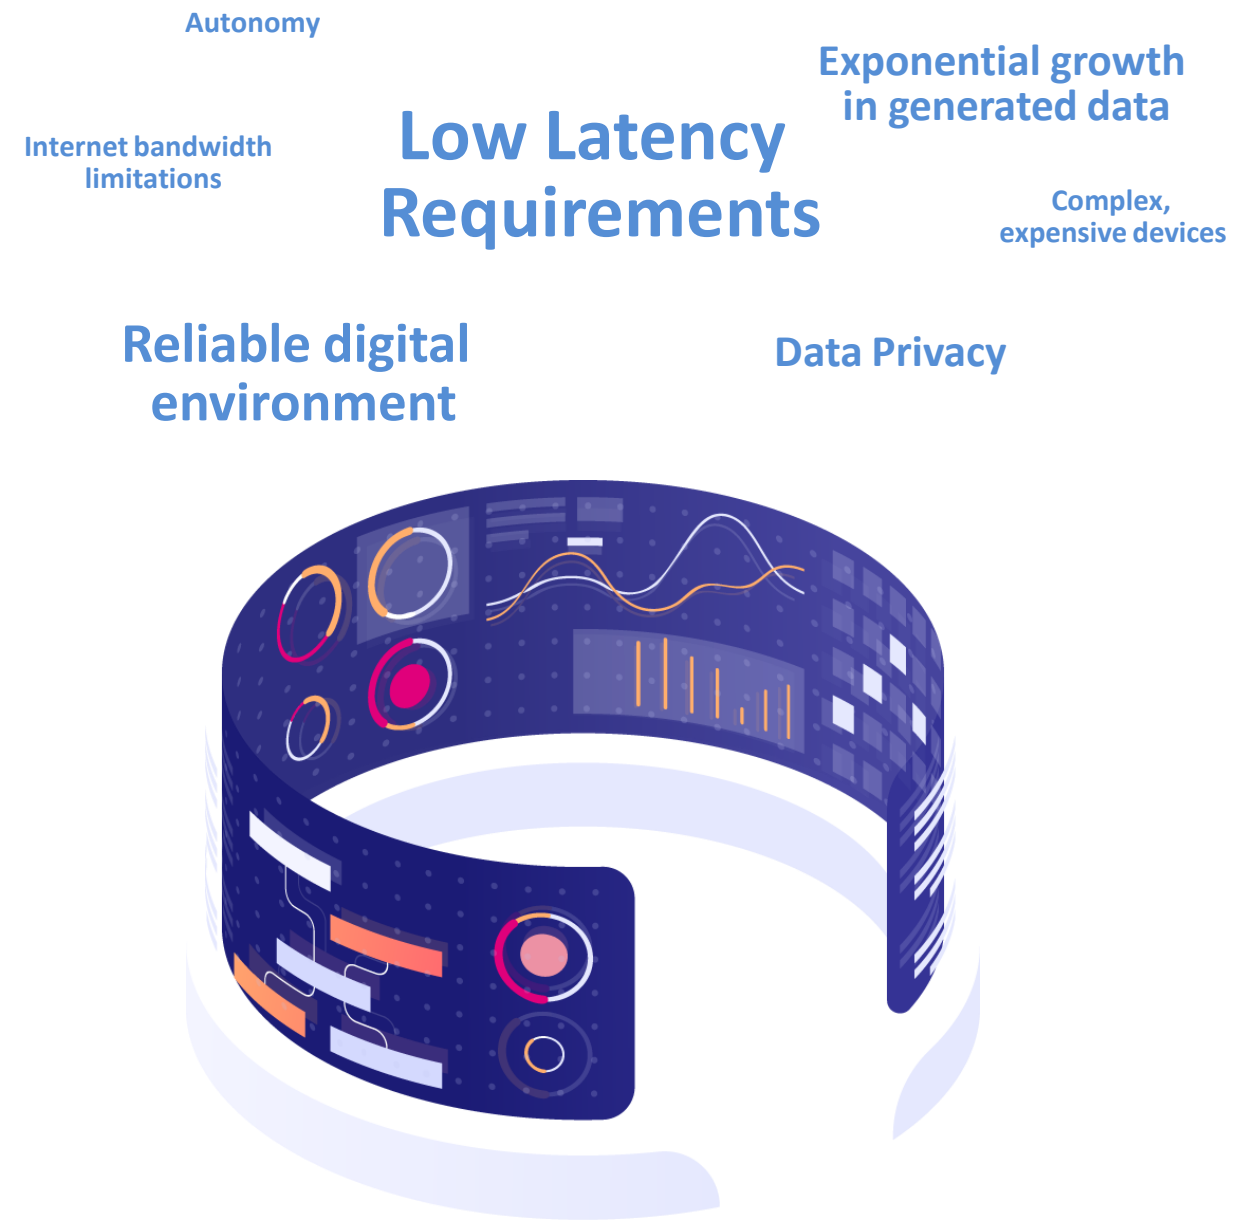 Autonomy
Exponential growth
in generated data
Low Latency
Requirements
Internet bandwidth
limitations
Complex,
expensive devices
Reliable digital
environment
Data Privacy